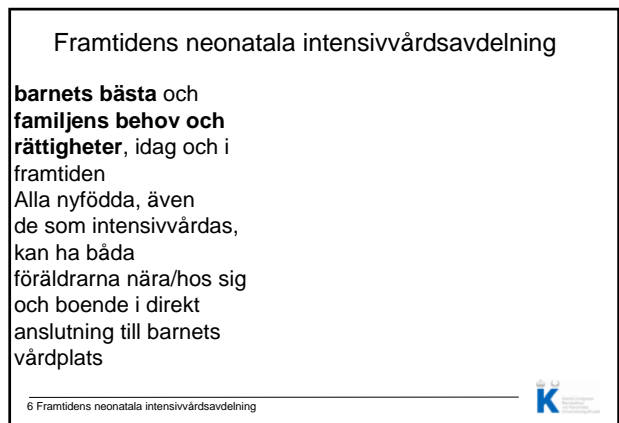 Framtidens neonatala intensivvårdsavdelning
barnets bästa och
familjens behov och
rättigheter, idag och i
framtiden
Alla nyfödda, även
de som intensivvårdas,
kan ha båda
föräldrarna nära/hos sig
och boende i direkt
anslutning till barnets
vårdplats
6 Framtidens neonatala intensivvårdsavdelning
K